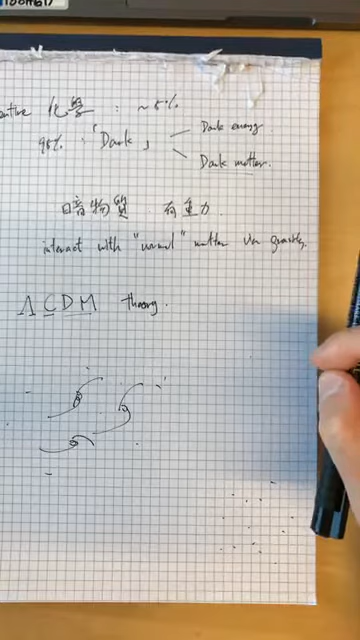 化學 : ~5%
95% : 「Dark」
Dark energy
Dark matter.
暗物質 有重力
interact with "normal" matter via gravity.
ΛCDM theory.